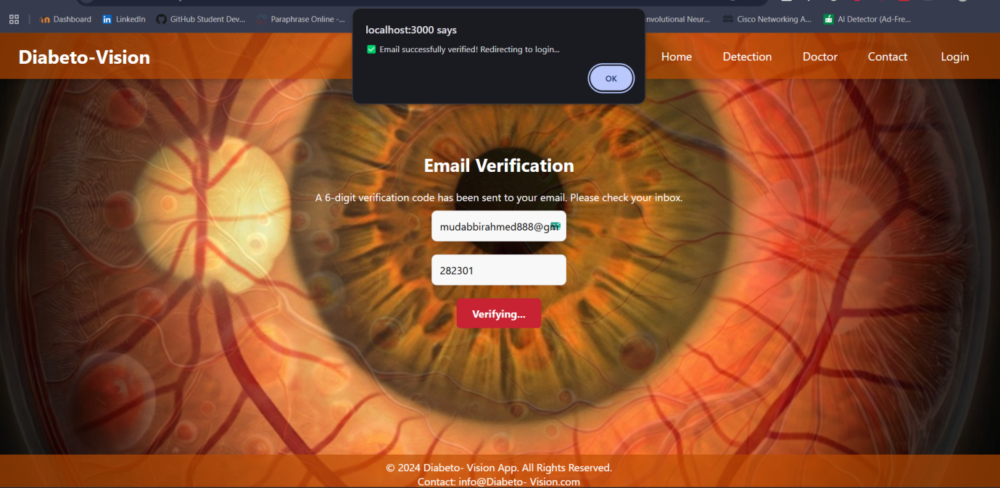 Dashboard
LinkedIn
GitHub Student Dev...
Paraphrase Online -...
nvolutional Neur...
Cisco Networking A...
AI Detector (Ad-Fre...
localhost:3000 says
✅ Email successfully verified! Redirecting to login...
OK
Diabeto-Vision
Home
Detection
Doctor
Contact
Login
Email Verification
A 6-digit verification code has been sent to your email. Please check your inbox.
mudabbirahmed888@gm
282301
Verifying...
© 2024 Diabeto- Vision App. All Rights Reserved.
Contact: info@Diabeto- Vision.com